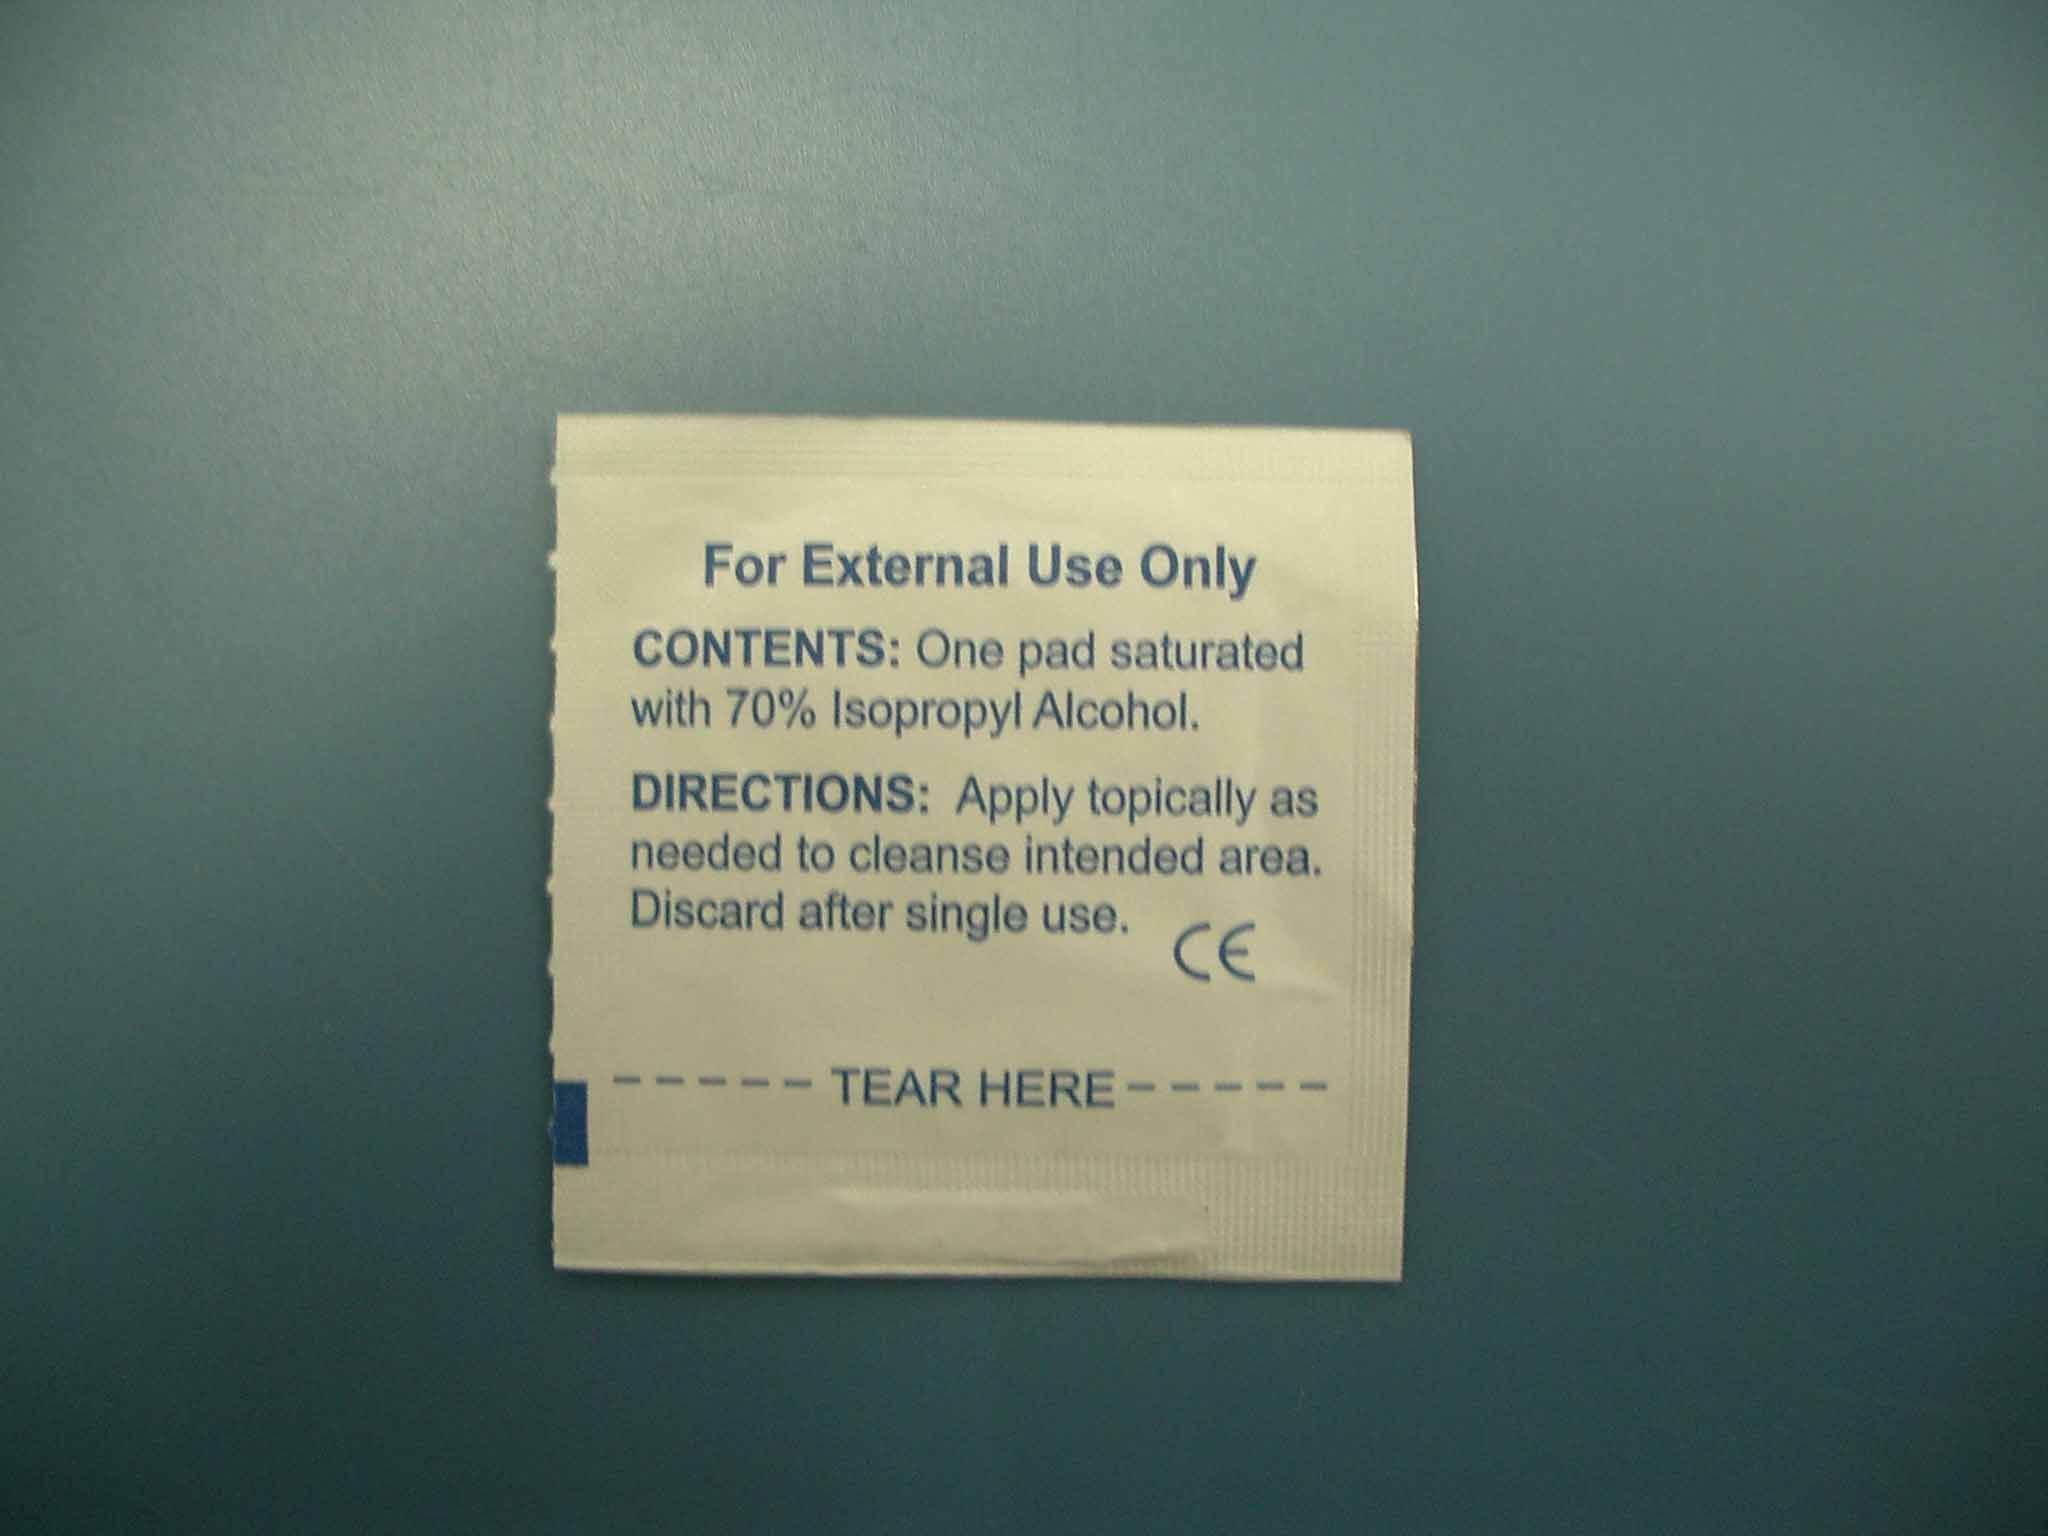 For External Use Only
CONTENTS: One pad saturated
with 70% Isopropyl Alcohol.
DIRECTIONS: Apply topically as
needed to cleanse intended area.
Discard after single use.
CE
----- TEAR HERE -----